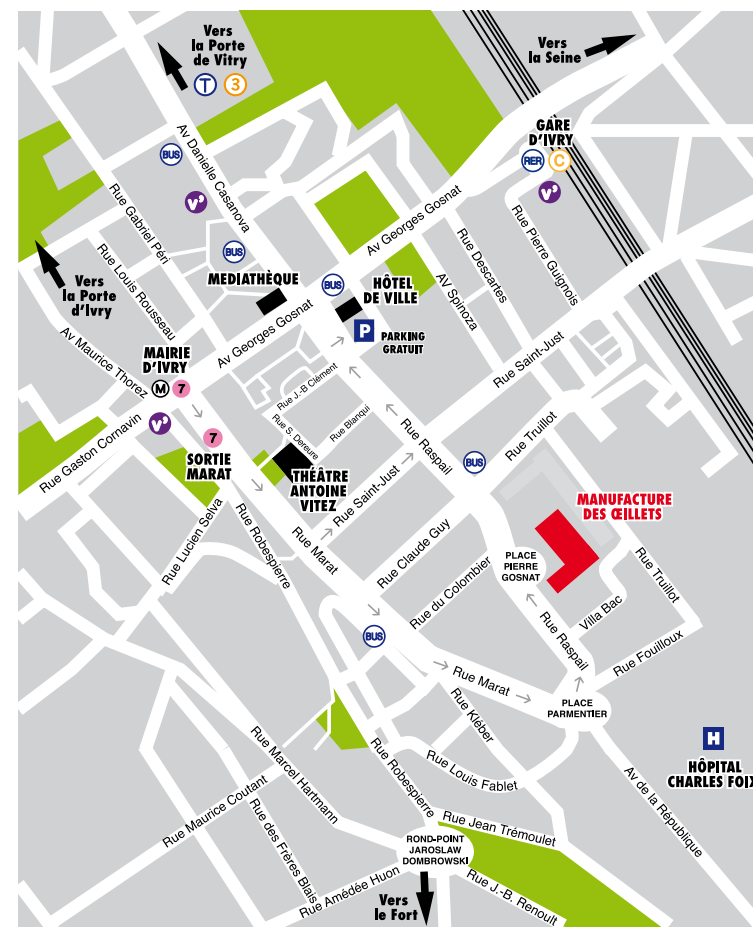 Vers
la Porte
de Vitry
T 3
Vers
la Seine
GARE
D'IVRY
RER C
BUS
Av Danielle Casanova
V'
V'
Rue Gabriel Péri
Av Georges Gosnat
Rue Pierre Guignois
Rue Descartes
BUS
Rue Louis Rousseau
MEDIATHÈQUE
BUS
HÔTEL
DE VILLE
AV Spinoza
Vers
la Porte
d'Ivry
P
PARKING
GRATUIT
Av Georges Gosnat
Av Maurice Thorez
MAIRIE
D'IVRY
M 7
Rue Saint-Just
Rue J.-B Clément
V'
7
SORTIE
MARAT
Rue Gaston Cornavin
Rue S. Dereure
Rue Blanqui
Rue Raspail
BUS
Rue Truillot
THÉÂTRE
ANTOINE
VITEZ
Rue Saint-Just
MANUFACTURE
DES ŒILLETS
Rue Lucien Selva
Rue Robespierre
Rue Marat
Rue Claude Guy
PLACE
PIERRE
GOSNAT
Rue Truillot
Rue du Colombier
Villa Bac
BUS
Rue Raspail
Rue Fouilloux
Rue Marat
PLACE
PARMENTIER
Rue Kléber
H
HÔPITAL
CHARLES FOIX
Rue Louis Fablet
Rue Marcel Hartmann
Rue Robespierre
Av de la République
Rue Maurice Coutant
Rue des Frères Blais
Rue Jean Trémoulet
ROND-POINT
JAROSLAW
DOMBROWSKI
Rue Amédée Huon
Rue J.-B. Renoult
Vers
le Fort